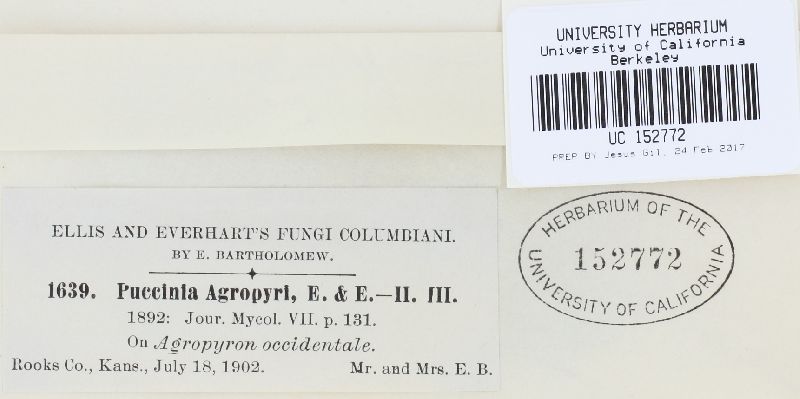 UNIVERSITY HERBARIUM
University of California
Berkeley
UC 152772
PREP BY Jesus Gil, 24 Feb 2017
ELLIS AND EVERHART'S FUNGI COLUMBIANI.
BY E. BARTHOLOMEW.
1639. Puccinia Agropyri, E. & E.—II. III.
1892: Jour. Mycol. VII. p. 131.
On Agropyron occidentale.
Rooks Co., Kans., July 18, 1902. Mr. and Mrs. E. B.
HERBARIUM OF THE
152772
UNIVERSITY OF CALIFORNIA